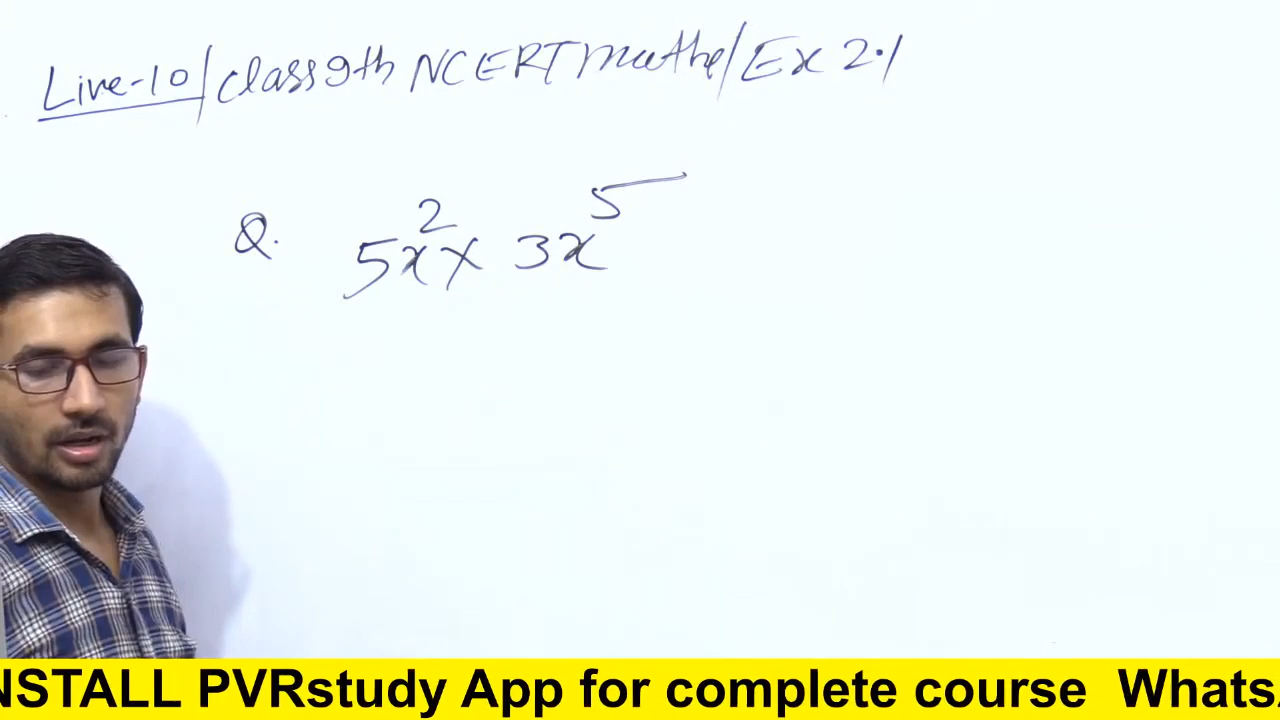 Live-10/class 9th NCERT maths/Ex 2.1
Q. 5x² × 3x⁵
NSTALL PVRstudy App for complete course Whats